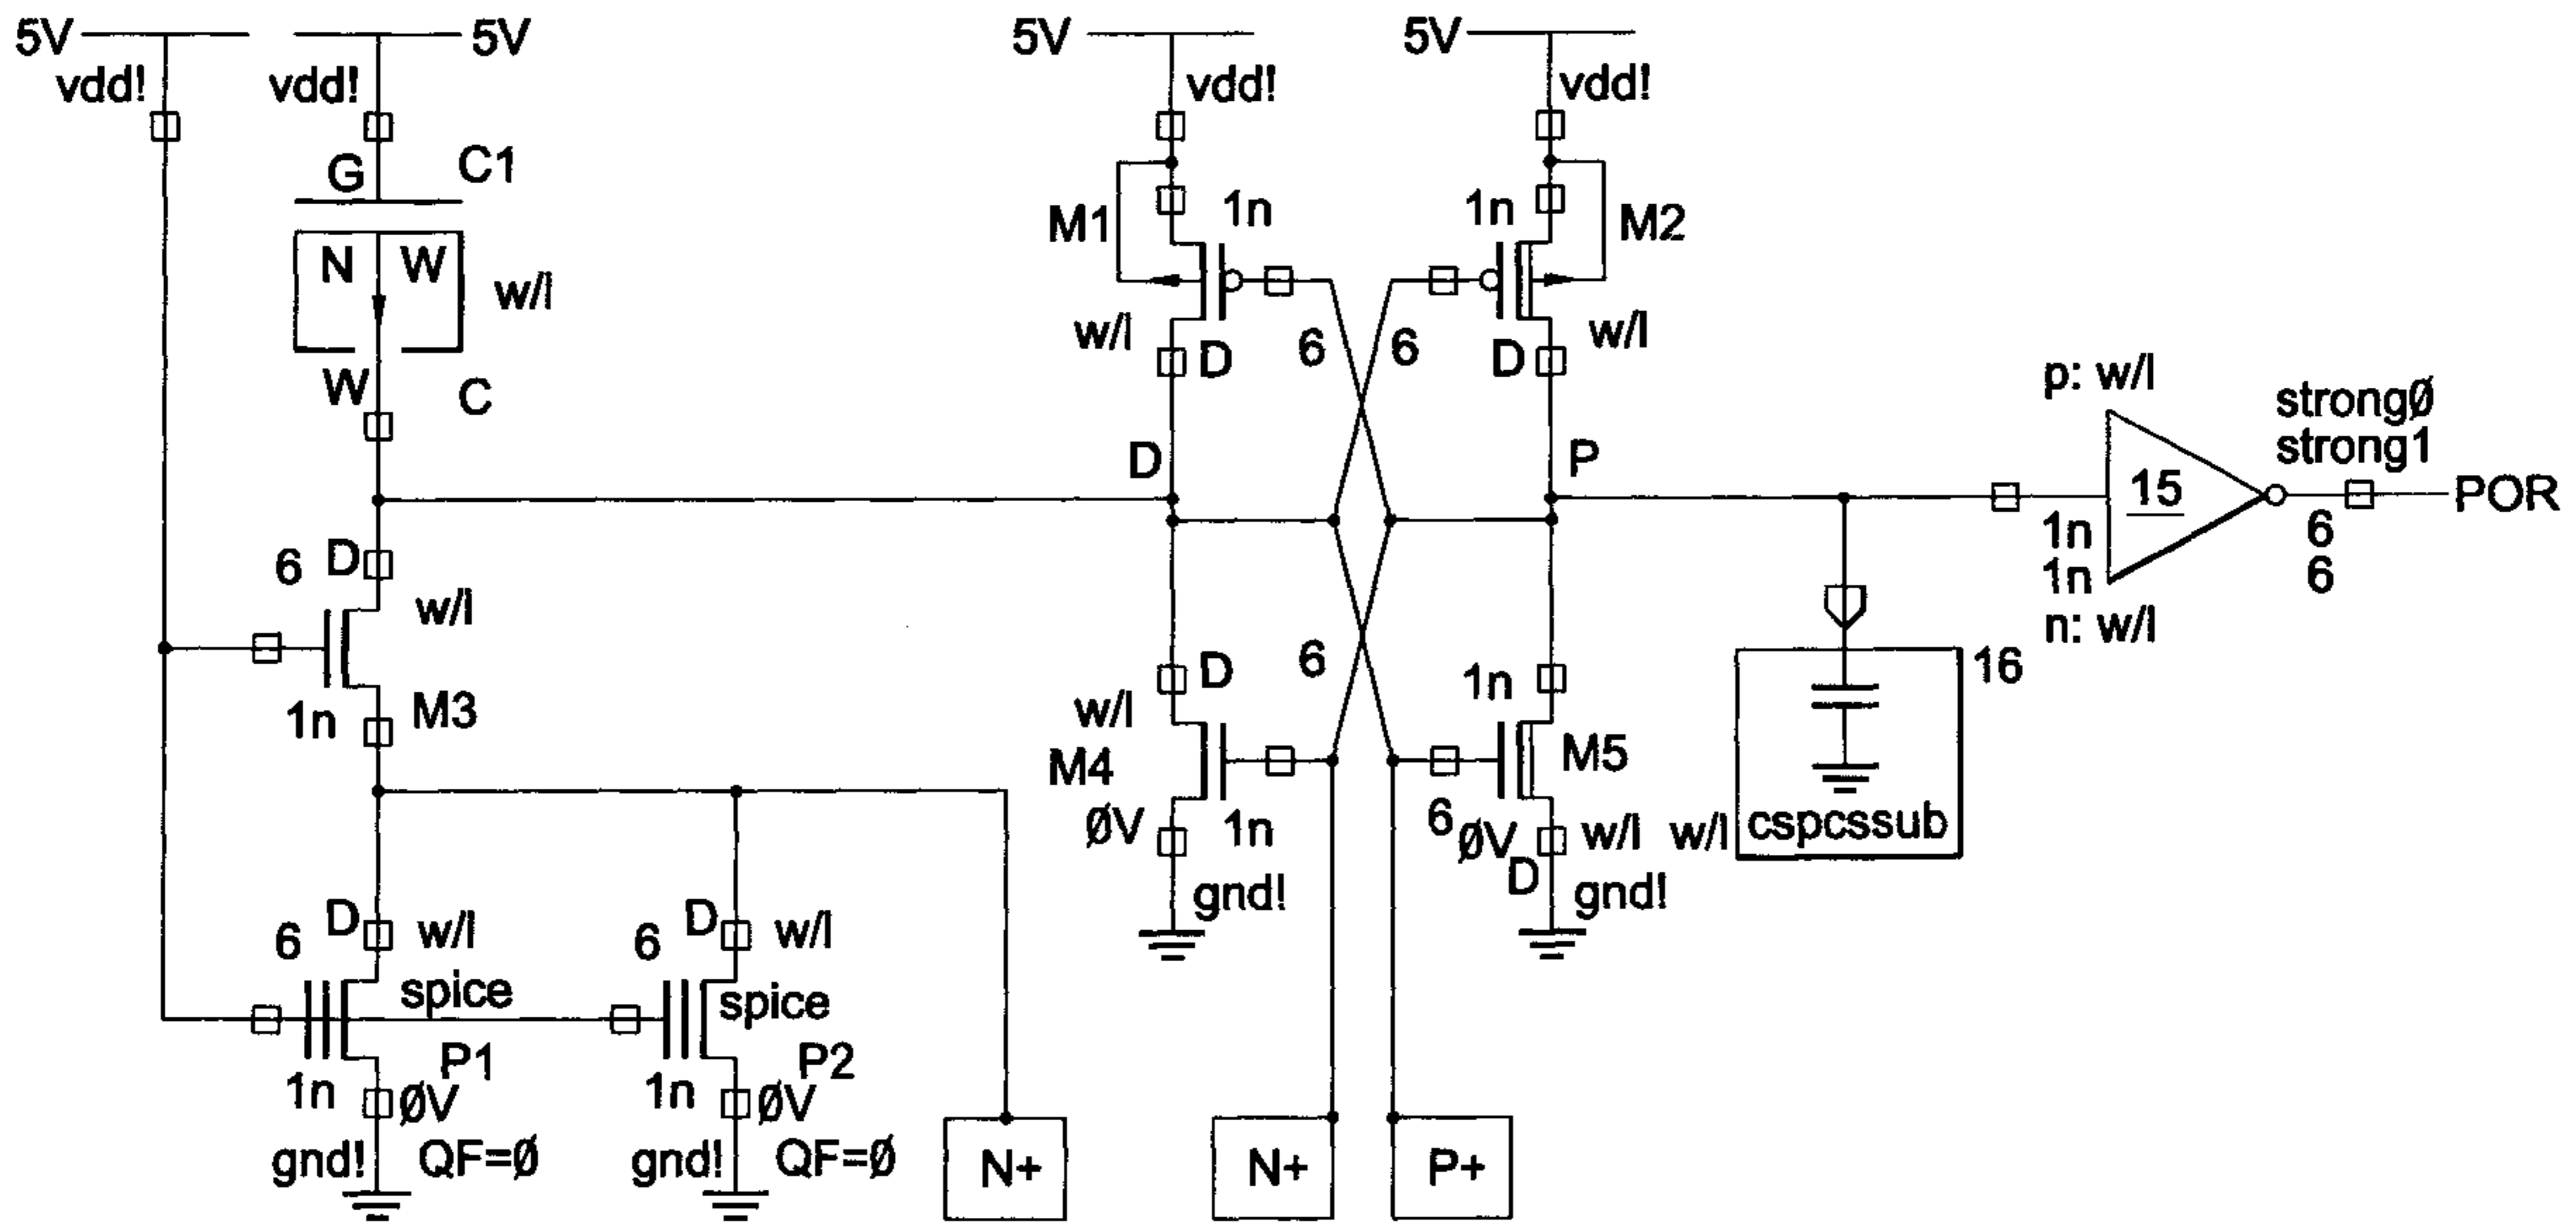 5V
5V
5V
5V
vdd!
vdd!
vdd!
vdd!
G
C1
M1
1n
1n
M2
N
W
w/l
w/l
D
6
6
D
w/l
W
C
D
P
p: w/l
strongØ
strong1
15
POR
1n
1n
6
6
n: w/l
6
D
w/l
1n
M3
w/l
D
M4
ØV
1n
gnd!
6
1n
M5
6
ØV
D
w/l
gnd!
w/l
16
cspcssub
6
D
w/l
spice
P1
1n
ØV
gnd!
QF=Ø
6
D
w/l
spice
P2
1n
ØV
gnd!
QF=Ø
N+
N+
P+